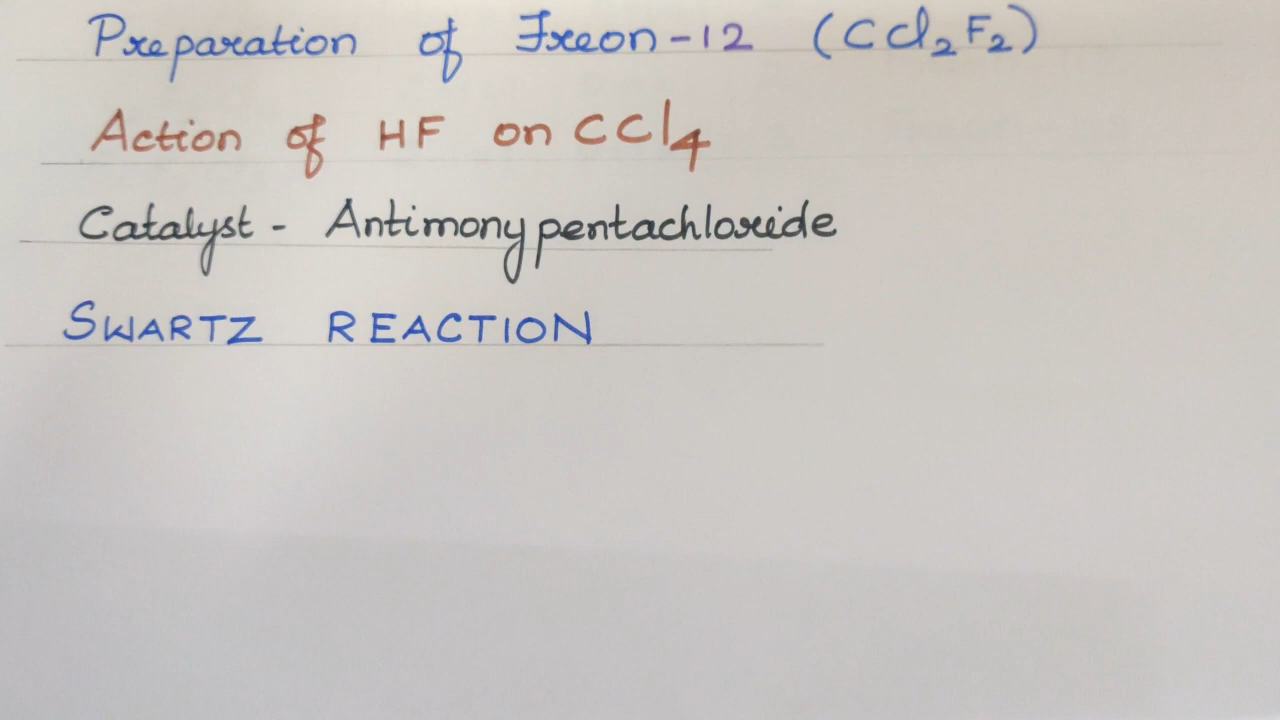 Preparation of Freon-12 (CCl₂F₂)
Action of HF on CCl4
Catalyst - Antimony pentachloride
SWARTZ REACTION